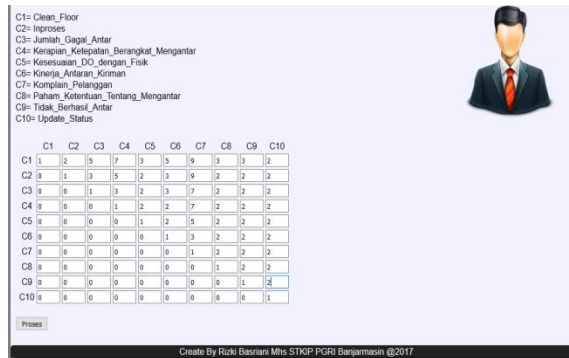 C1= Clean_Floor
C2= Inproses
C3= Jumlah_Gagal_Antar
C4= Kerapian_Ketepatan_Berangkat_Mengantar
C5= Kesesuaian_DO_dengan_Fisik
C6= Kinerja_Antaran_Kiriman
C7= Komplain_Pelanggan
C8= Paham_Ketentuan_Tentang_Mengantar
C9= Tidak_Berhasil_Antar
C10= Update_Status
C1 C2 C3 C4 C5 C6 C7 C8 C9 C10
C1 1 2 5 7 3 5 9 3 3 2
C2 0 1 3 5 2 3 9 2 2 2
C3 0 0 1 3 2 3 7 2 2 2
C4 0 0 0 1 2 2 7 2 2 2
C5 0 0 0 0 1 2 5 2 2 2
C6 0 0 0 0 0 1 3 2 2 2
C7 0 0 0 0 0 0 1 2 2 2
C8 0 0 0 0 0 0 0 1 2 2
C9 0 0 0 0 0 0 0 0 1 2
C10 0 0 0 0 0 0 0 0 0 1
Proses
Create By Rizki Basriani Mhs STKIP PGRI Banjarmasin @2017